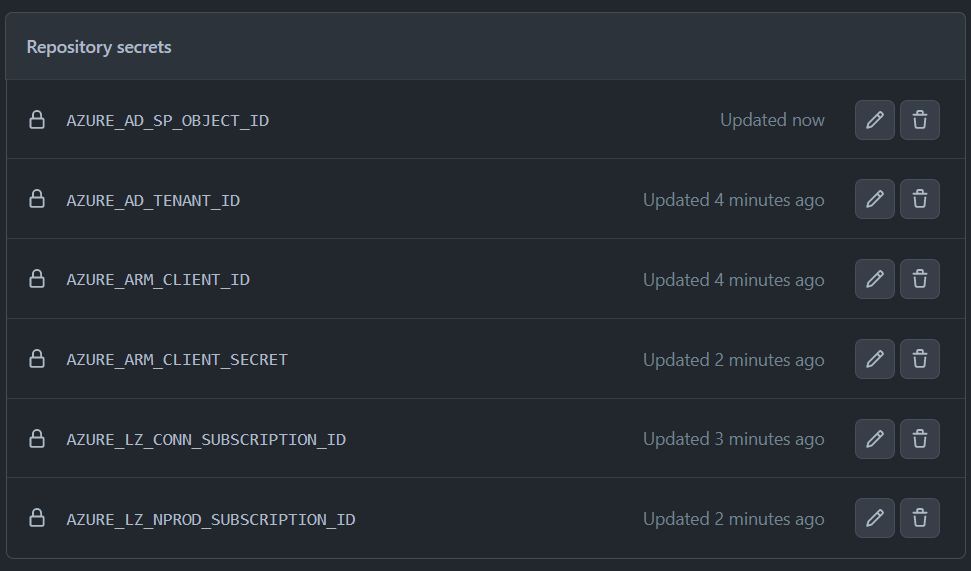 Repository secrets
AZURE_AD_SP_OBJECT_ID Updated now
AZURE_AD_TENANT_ID Updated 4 minutes ago
AZURE_ARM_CLIENT_ID Updated 4 minutes ago
AZURE_ARM_CLIENT_SECRET Updated 2 minutes ago
AZURE_LZ_CONN_SUBSCRIPTION_ID Updated 3 minutes ago
AZURE_LZ_NPROD_SUBSCRIPTION_ID Updated 2 minutes ago